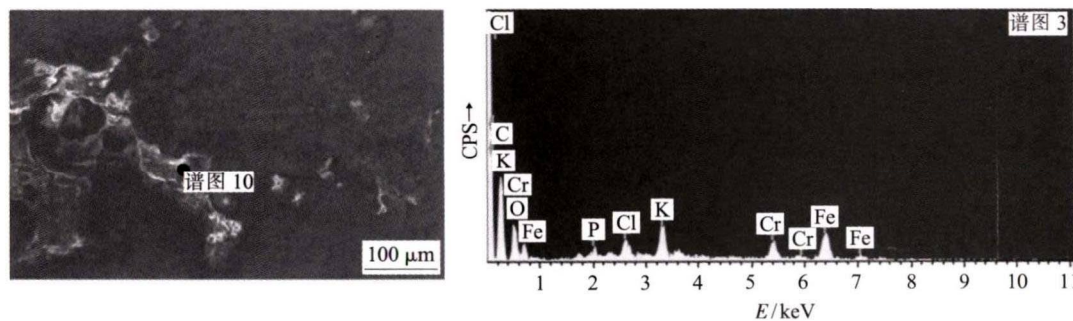 谱图 10
100 μm
Cl
谱图 3
CPS→
C
K
Cr
O
Fe
P
Cl
K
Cr
Cr
Fe
Fe
1 2 3 4 5 6 7 8 9 10 11
E/keV